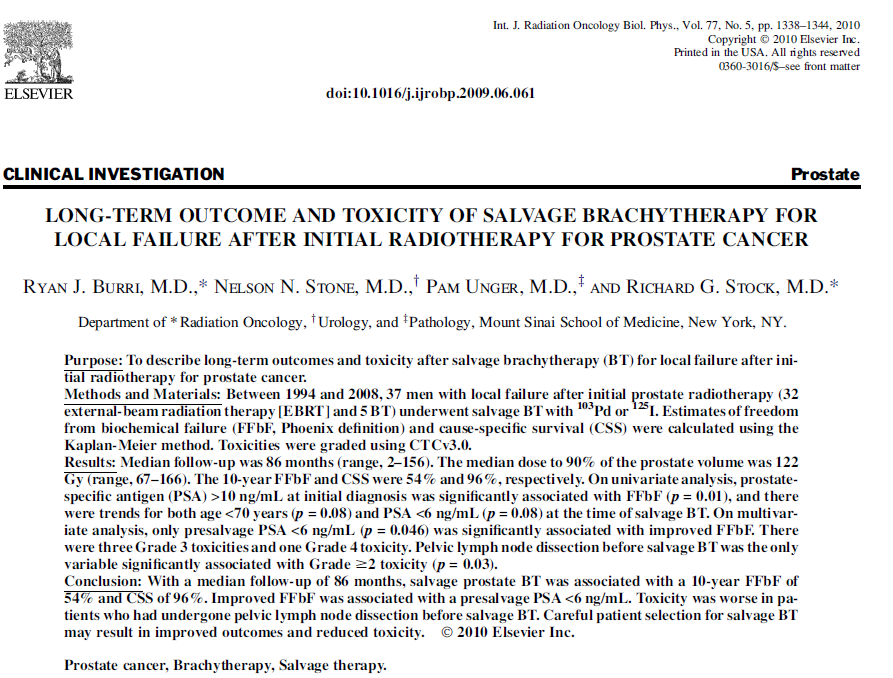 Int. J. Radiation Oncology Biol. Phys., Vol. 77, No. 5, pp. 1338–1344, 2010
Copyright © 2010 Elsevier Inc.
Printed in the USA. All rights reserved
0360-3016/$–see front matter
ELSEVIER
doi:10.1016/j.ijrobp.2009.06.061
CLINICAL INVESTIGATION
Prostate
LONG-TERM OUTCOME AND TOXICITY OF SALVAGE BRACHYTHERAPY FOR
LOCAL FAILURE AFTER INITIAL RADIOTHERAPY FOR PROSTATE CANCER
RYAN J. BURRI, M.D.,* NELSON N. STONE, M.D.,† PAM UNGER, M.D.,‡ AND RICHARD G. STOCK, M.D.*
Department of *Radiation Oncology, †Urology, and ‡Pathology, Mount Sinai School of Medicine, New York, NY.
Purpose: To describe long-term outcomes and toxicity after salvage brachytherapy (BT) for local failure after ini-
tial radiotherapy for prostate cancer.
Methods and Materials: Between 1994 and 2008, 37 men with local failure after initial prostate radiotherapy (32
external-beam radiation therapy [EBRT] and 5 BT) underwent salvage BT with 103Pd or 125I. Estimates of freedom
from biochemical failure (FFbF, Phoenix definition) and cause-specific survival (CSS) were calculated using the
Kaplan-Meier method. Toxicities were graded using CTCv3.0.
Results: Median follow-up was 86 months (range, 2–156). The median dose to 90% of the prostate volume was 122
Gy (range, 67–166). The 10-year FFbF and CSS were 54% and 96%, respectively. On univariate analysis, prostate-
specific antigen (PSA) >10 ng/mL at initial diagnosis was significantly associated with FFbF (p = 0.01), and there
were trends for both age <70 years (p = 0.08) and PSA <6 ng/mL (p = 0.08) at the time of salvage BT. On multivar-
iate analysis, only presalvage PSA <6 ng/mL (p = 0.046) was significantly associated with improved FFbF. There
were three Grade 3 toxicities and one Grade 4 toxicity. Pelvic lymph node dissection before salvage BT was the only
variable significantly associated with Grade ≥2 toxicity (p = 0.03).
Conclusion: With a median follow-up of 86 months, salvage prostate BT was associated with a 10-year FFbF of
54% and CSS of 96%. Improved FFbF was associated with a presalvage PSA <6 ng/mL. Toxicity was worse in pa-
tients who had undergone pelvic lymph node dissection before salvage BT. Careful patient selection for salvage BT
may result in improved outcomes and reduced toxicity. © 2010 Elsevier Inc.
Prostate cancer, Brachytherapy, Salvage therapy.